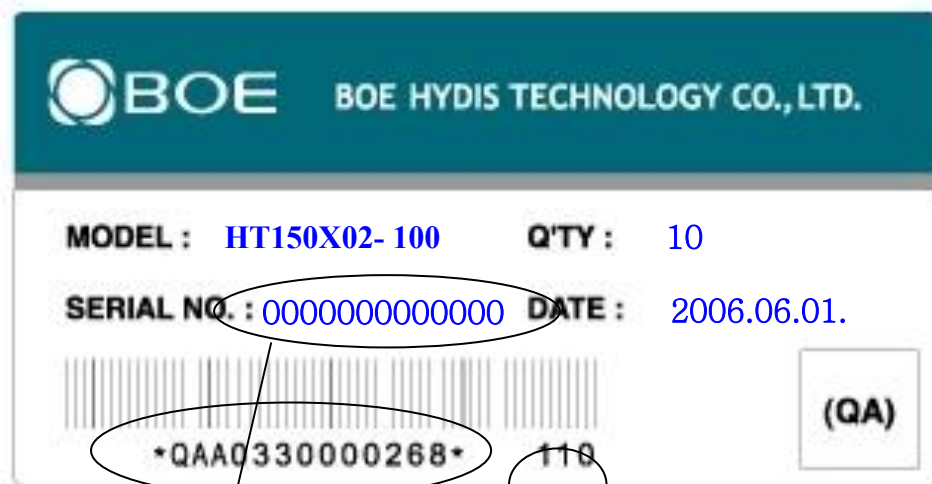 BOE BOE HYDIS TECHNOLOGY CO., LTD.
MODEL : HT150X02- 100 Q'TY : 10
SERIAL NO. : 0000000000000 DATE : 2006.06.01.
(QA)
*QAA0330000268* 110